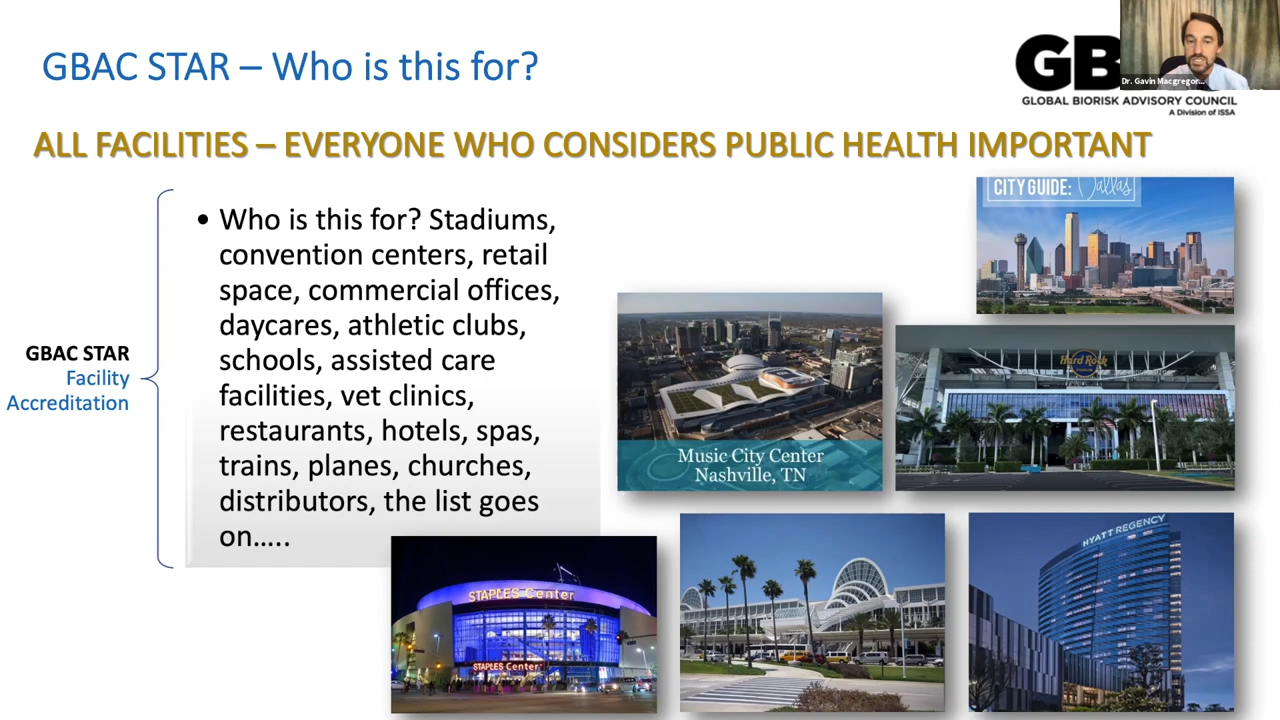 GBAC STAR – Who is this for?
GB
Dr. Gavin Macgregor...
GLOBAL BIORISK ADVISORY COUNCIL
A Division of ISSA
ALL FACILITIES – EVERYONE WHO CONSIDERS PUBLIC HEALTH IMPORTANT
GBAC STAR
Facility
Accreditation
• Who is this for? Stadiums,
convention centers, retail
space, commercial offices,
daycares, athletic clubs,
schools, assisted care
facilities, vet clinics,
restaurants, hotels, spas,
trains, planes, churches,
distributors, the list goes
on.....
CITY GUIDE: Dallas
Music City Center
Nashville, TN
Hard Rock
STADIUM
STAPLES Center
STAPLES Center
HYATT REGENCY